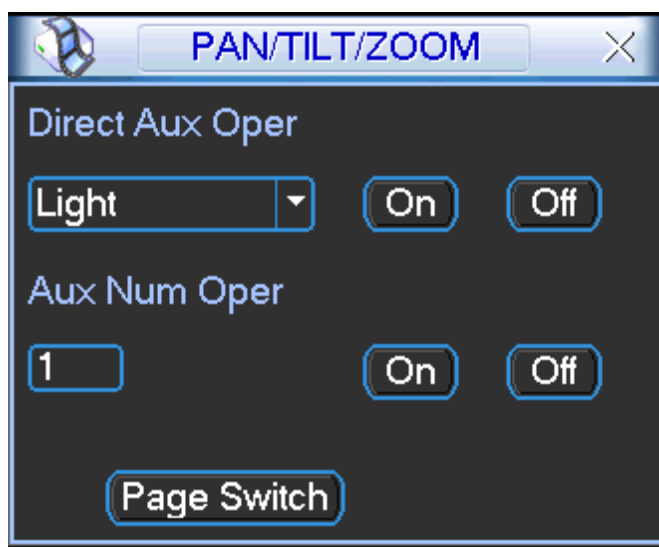 PAN/TILT/ZOOM
Direct Aux Oper
Light On Off
Aux Num Oper
1 On Off
Page Switch